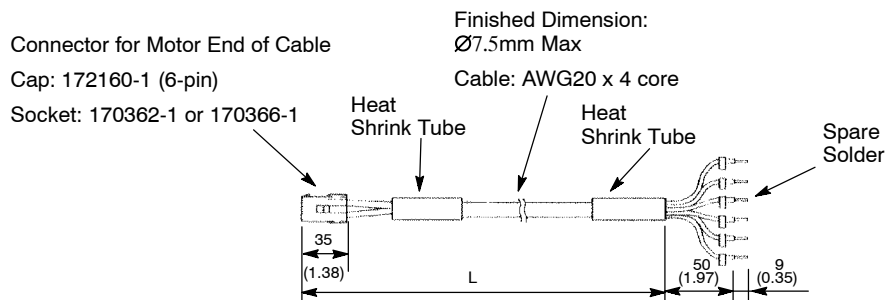 Connector for Motor End of Cable
Cap: 172160-1 (6-pin)
Socket: 170362-1 or 170366-1
Finished Dimension:
Ø7.5mm Max
Cable: AWG20 x 4 core
Heat
Shrink Tube
Heat
Shrink Tube
Spare
Solder
35
(1.38)
L
50
(1.97)
9
(0.35)